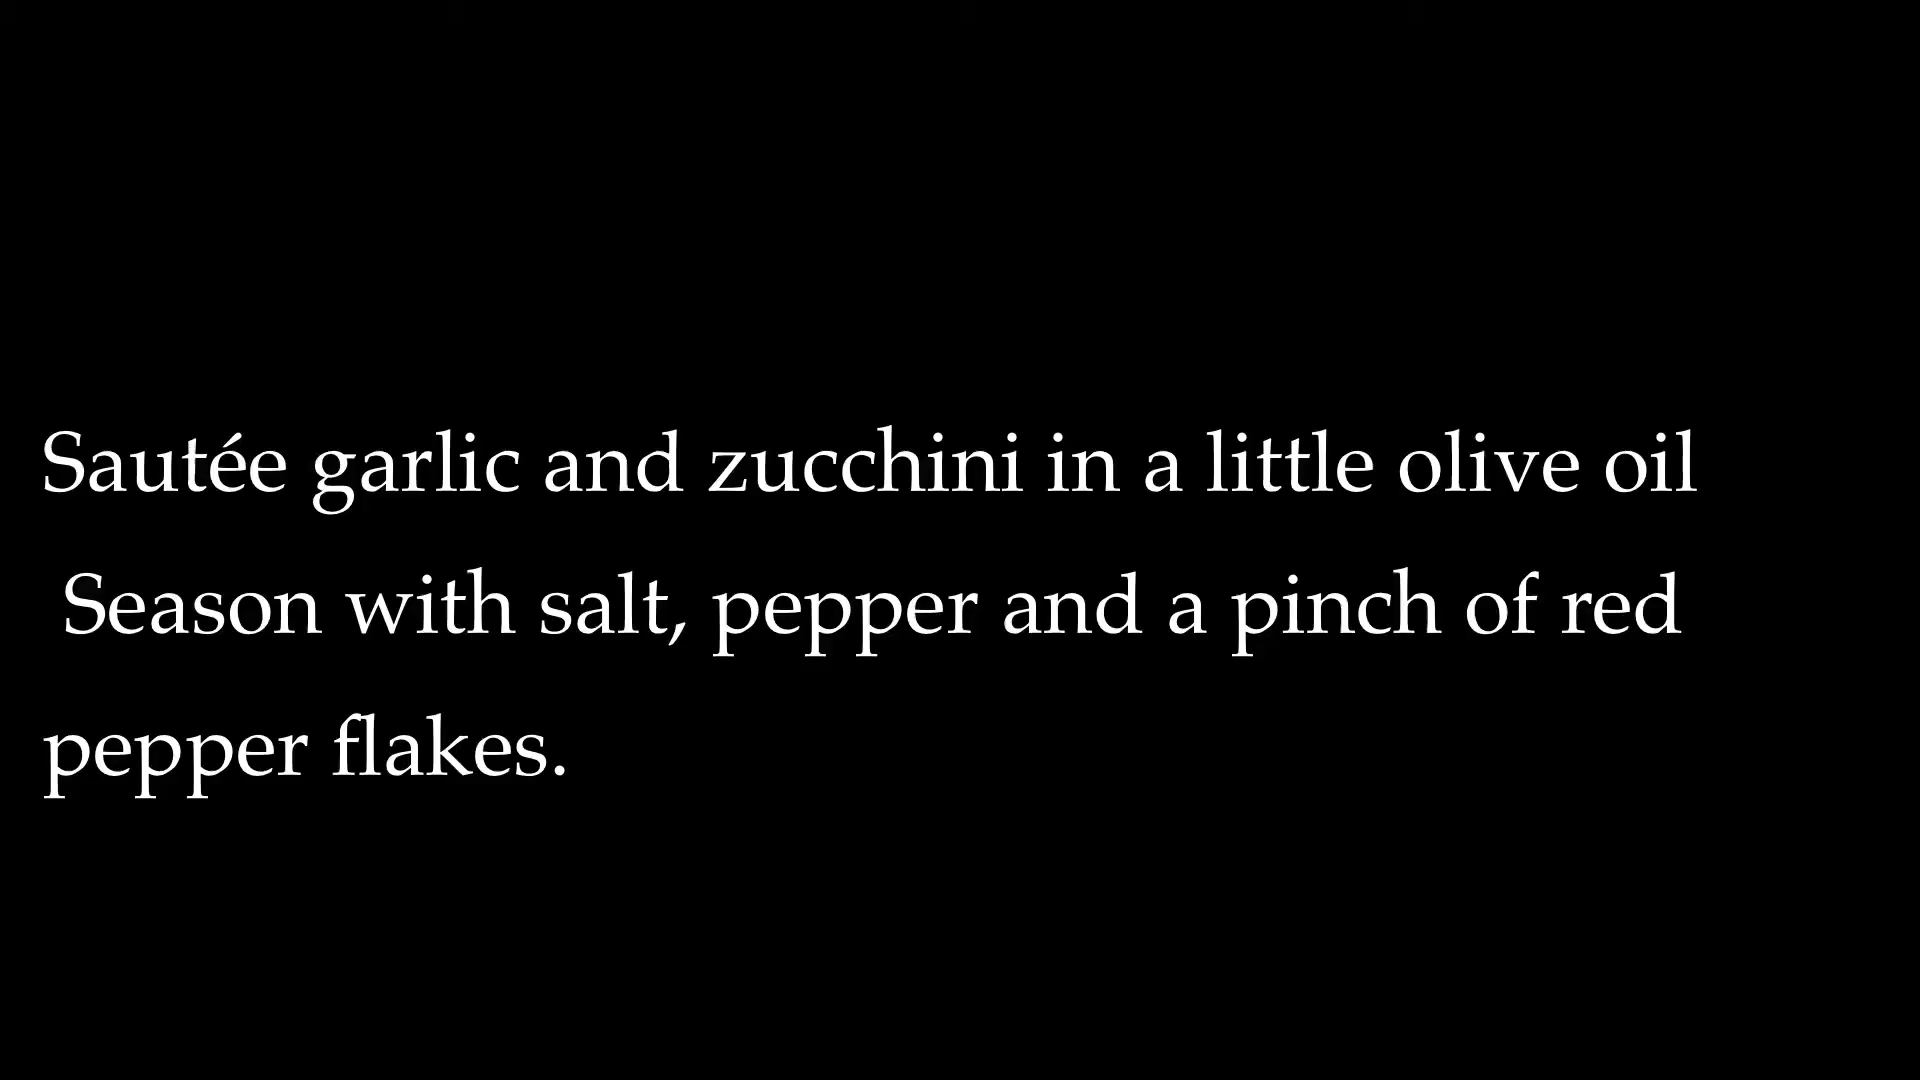 Sautée garlic and zucchini in a little olive oil
Season with salt, pepper and a pinch of red
pepper flakes.